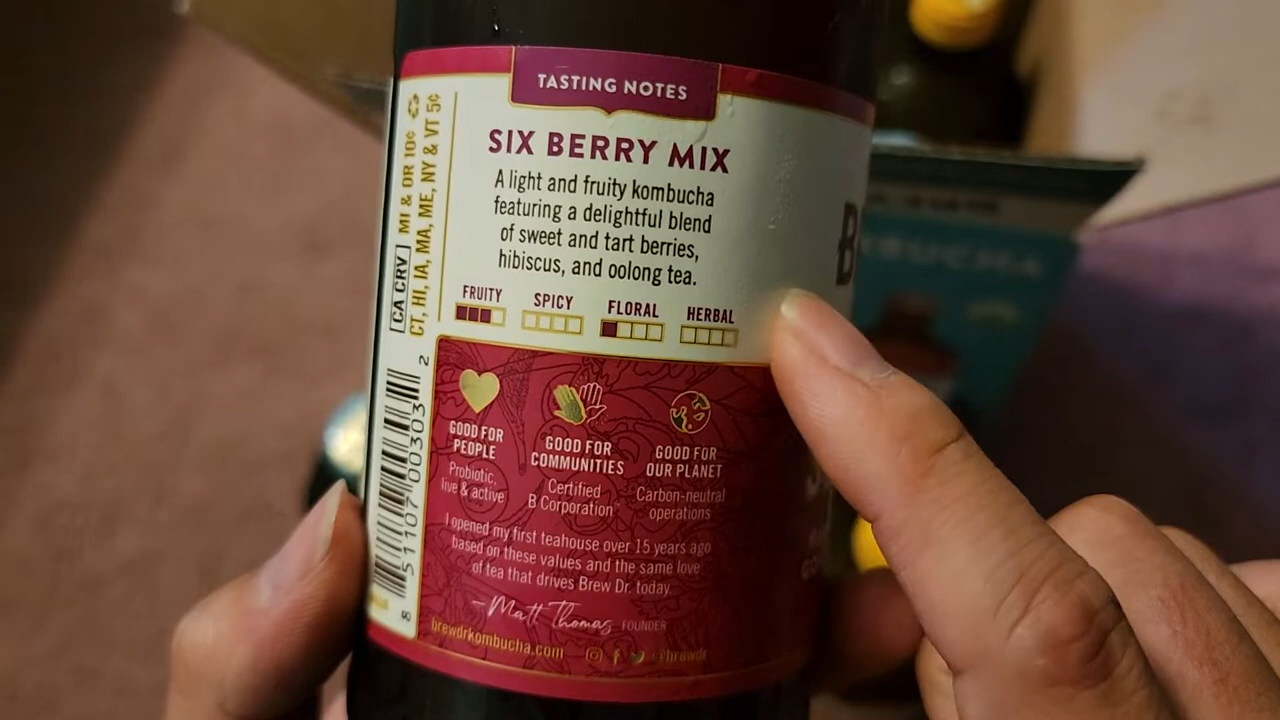 TASTING NOTES
SIX BERRY MIX
A light and fruity kombucha
featuring a delightful blend
of sweet and tart berries,
hibiscus, and oolong tea.
FRUITY SPICY FLORAL HERBAL
GOOD FOR
PEOPLE
Probiotic,
live & active
GOOD FOR
COMMUNITIES
Certified
B Corporation
GOOD FOR
OUR PLANET
Carbon-neutral
operations
I opened my first teahouse over 15 years ago
based on these values and the same love
of tea that drives Brew Dr. today.
—Matt Thomas FOUNDER
brewdrkombucha.com @brewdr
CA CRV MI & OR 10¢
CT, HI, IA, MA, ME, NY & VT 5¢
8 51107 00303 2
B
BUCHA